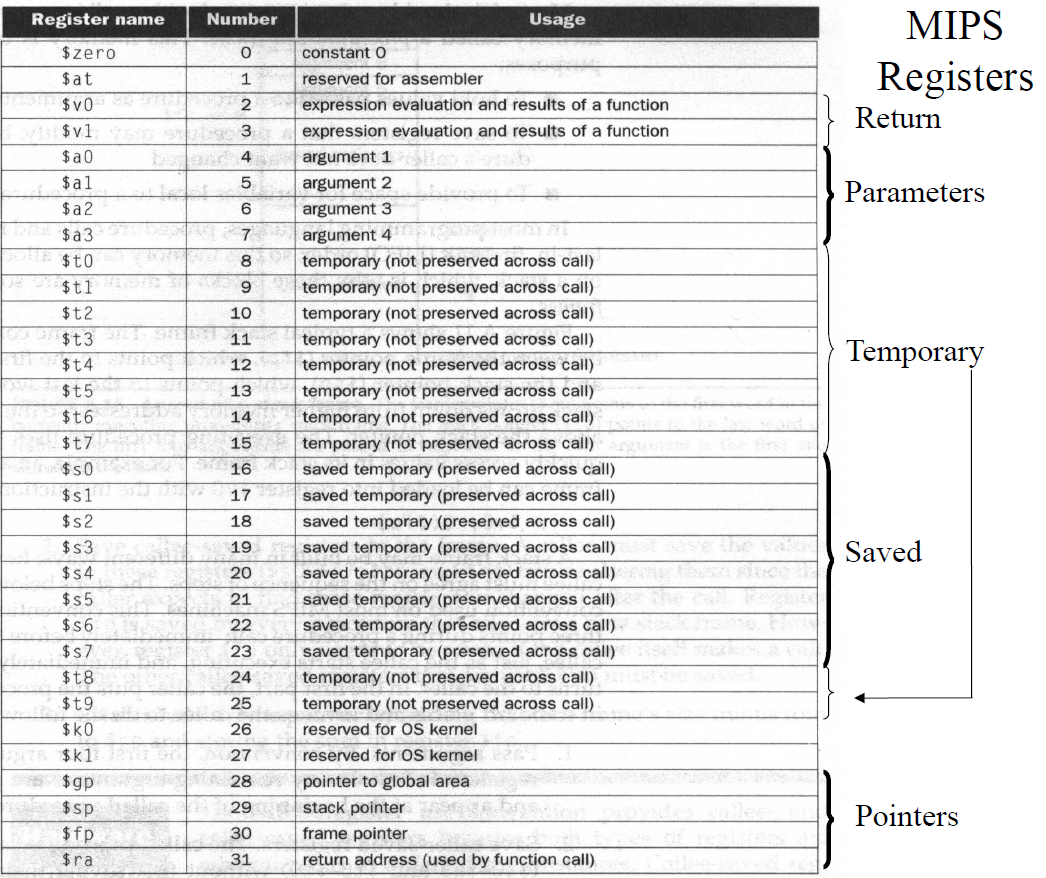 Register name Number Usage
$zero 0 constant 0
$at 1 reserved for assembler
$v0 2 expression evaluation and results of a function
$v1 3 expression evaluation and results of a function
$a0 4 argument 1
$a1 5 argument 2
$a2 6 argument 3
$a3 7 argument 4
$t0 8 temporary (not preserved across call)
$t1 9 temporary (not preserved across call)
$t2 10 temporary (not preserved across call)
$t3 11 temporary (not preserved across call)
$t4 12 temporary (not preserved across call)
$t5 13 temporary (not preserved across call)
$t6 14 temporary (not preserved across call)
$t7 15 temporary (not preserved across call)
$s0 16 saved temporary (preserved across call)
$s1 17 saved temporary (preserved across call)
$s2 18 saved temporary (preserved across call)
$s3 19 saved temporary (preserved across call)
$s4 20 saved temporary (preserved across call)
$s5 21 saved temporary (preserved across call)
$s6 22 saved temporary (preserved across call)
$s7 23 saved temporary (preserved across call)
$t8 24 temporary (not preserved across call)
$t9 25 temporary (not preserved across call)
$k0 26 reserved for OS kernel
$k1 27 reserved for OS kernel
$gp 28 pointer to global area
$sp 29 stack pointer
$fp 30 frame pointer
$ra 31 return address (used by function call)
MIPS
Registers
Return
Parameters
Temporary
Saved
Pointers